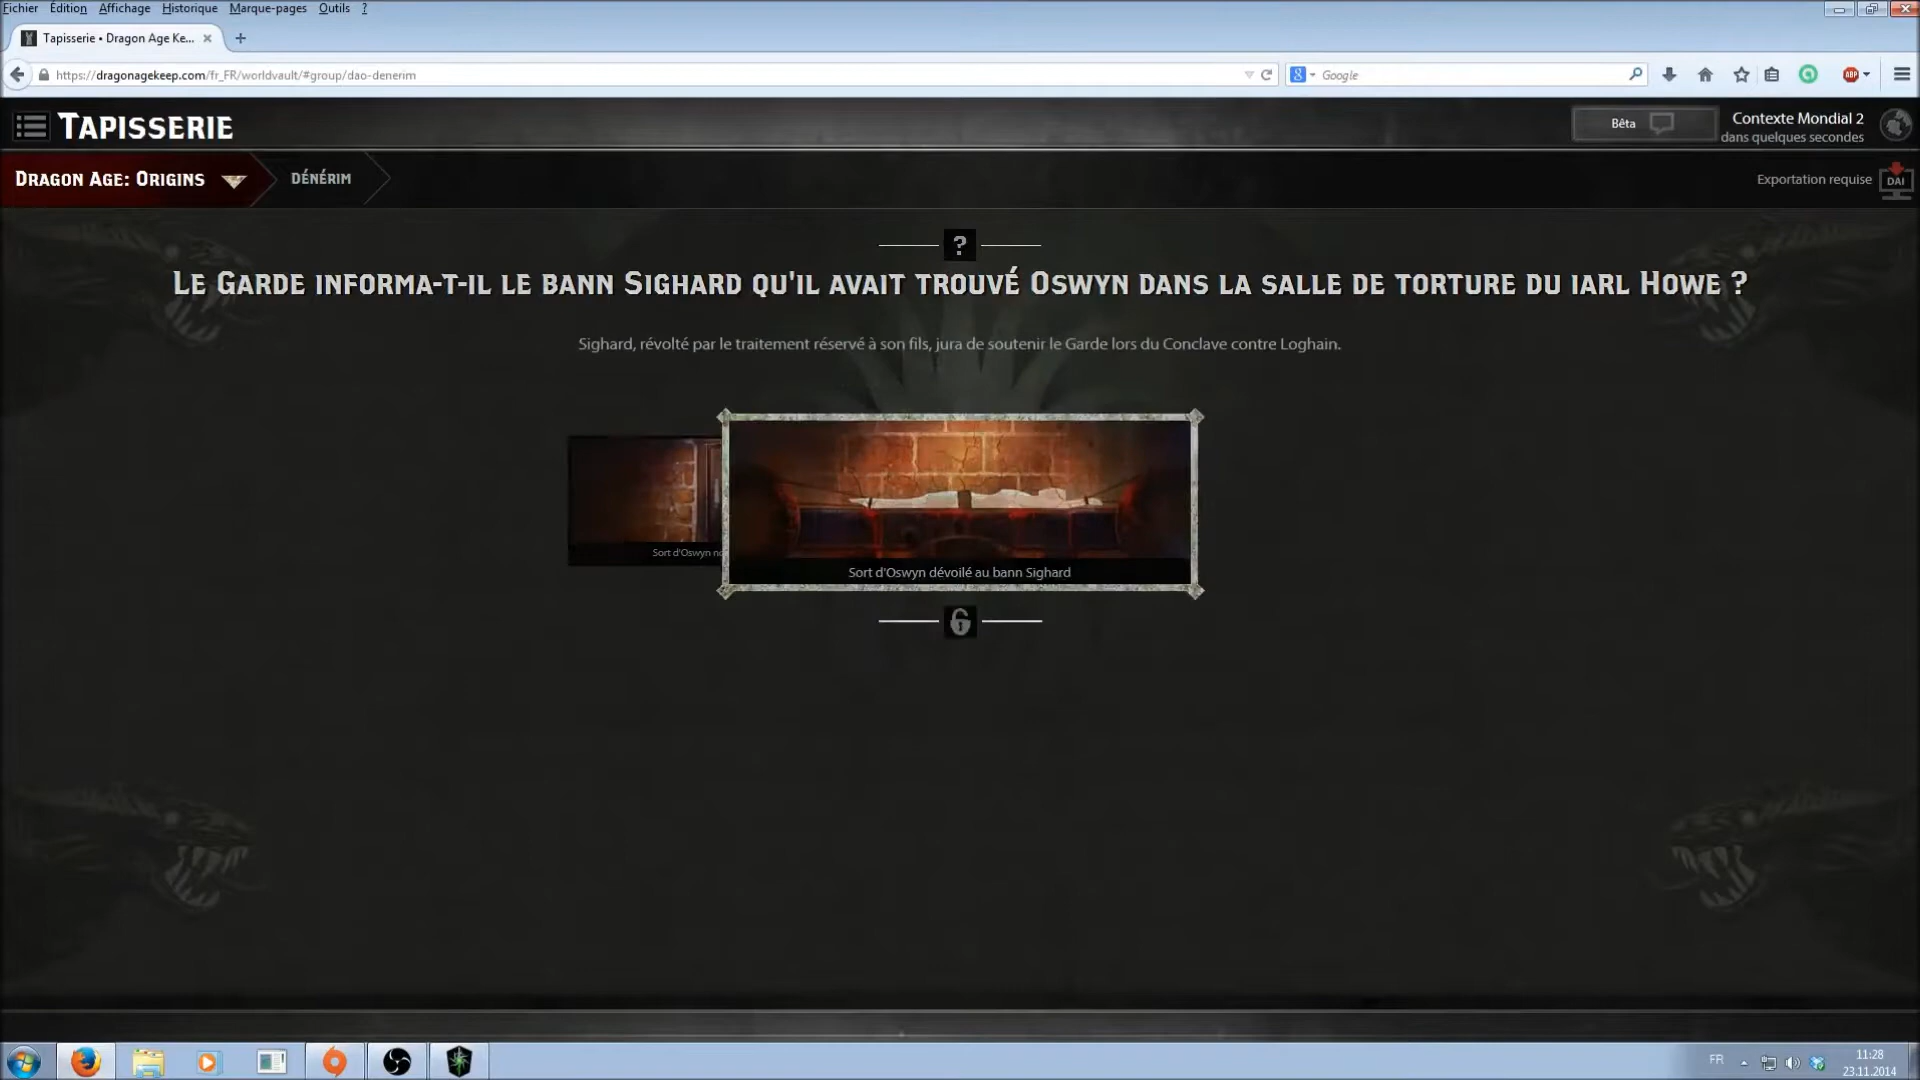 Fichier Édition Affichage Historique Marque-pages Outils ?
Tapisserie • Dragon Age Ke...
https://dragonagekeep.com/fr_FR/worldvault/#group/dao-denerim
Google
ABP
TAPISSERIE
Bêta
Contexte Mondial 2
dans quelques secondes
DRAGON AGE: ORIGINS
DÉNÉRIM
Exportation requise
DAI
?
LE GARDE INFORMA-T-IL LE BANN SIGHARD QU'IL AVAIT TROUVÉ OSWYN DANS LA SALLE DE TORTURE DU IARL HOWE ?
Sighard, révolté par le traitement réservé à son fils, jura de soutenir le Garde lors du Conclave contre Loghain.
Sort d'Oswyn
Sort d'Oswyn dévoilé au bann Sighard
FR
11:28
23.11.2014